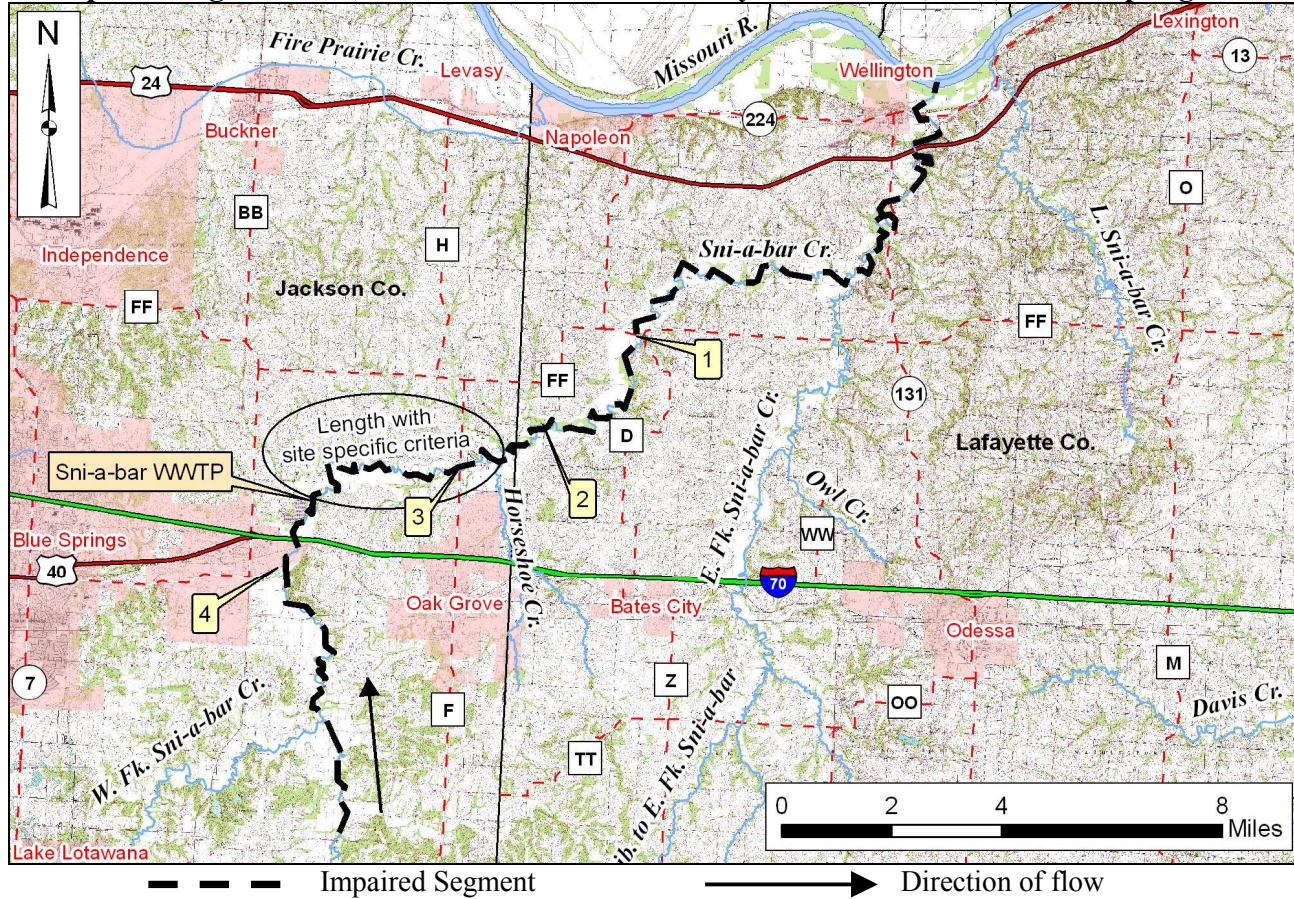 N
Fire Prairie Cr.
Levasy
Missouri R.
Wellington
Lexington
13
24
Buckner
Napoleon
224
BB
H
O
Independence
Jackson Co.
Sni-a-bar Cr.
L. Sni-a-bar Cr.
FF
FF
1
FF
131
Length with
site specific criteria
D
Lafayette Co.
Sni-a-bar WWTP
E. Fk. Sni-a-bar Cr.
3
2
Horseshoe Cr.
Owl Cr.
WW
Blue Springs
40
70
4
Oak Grove
Bates City
Odessa
7
Z
M
W. Fk. Sni-a-bar Cr.
F
OO
Davis Cr.
TT
ib. to E. Fk. Sni-a-bar
0 2 4 8
Miles
Lake Lotawana
Impaired Segment
Direction of flow